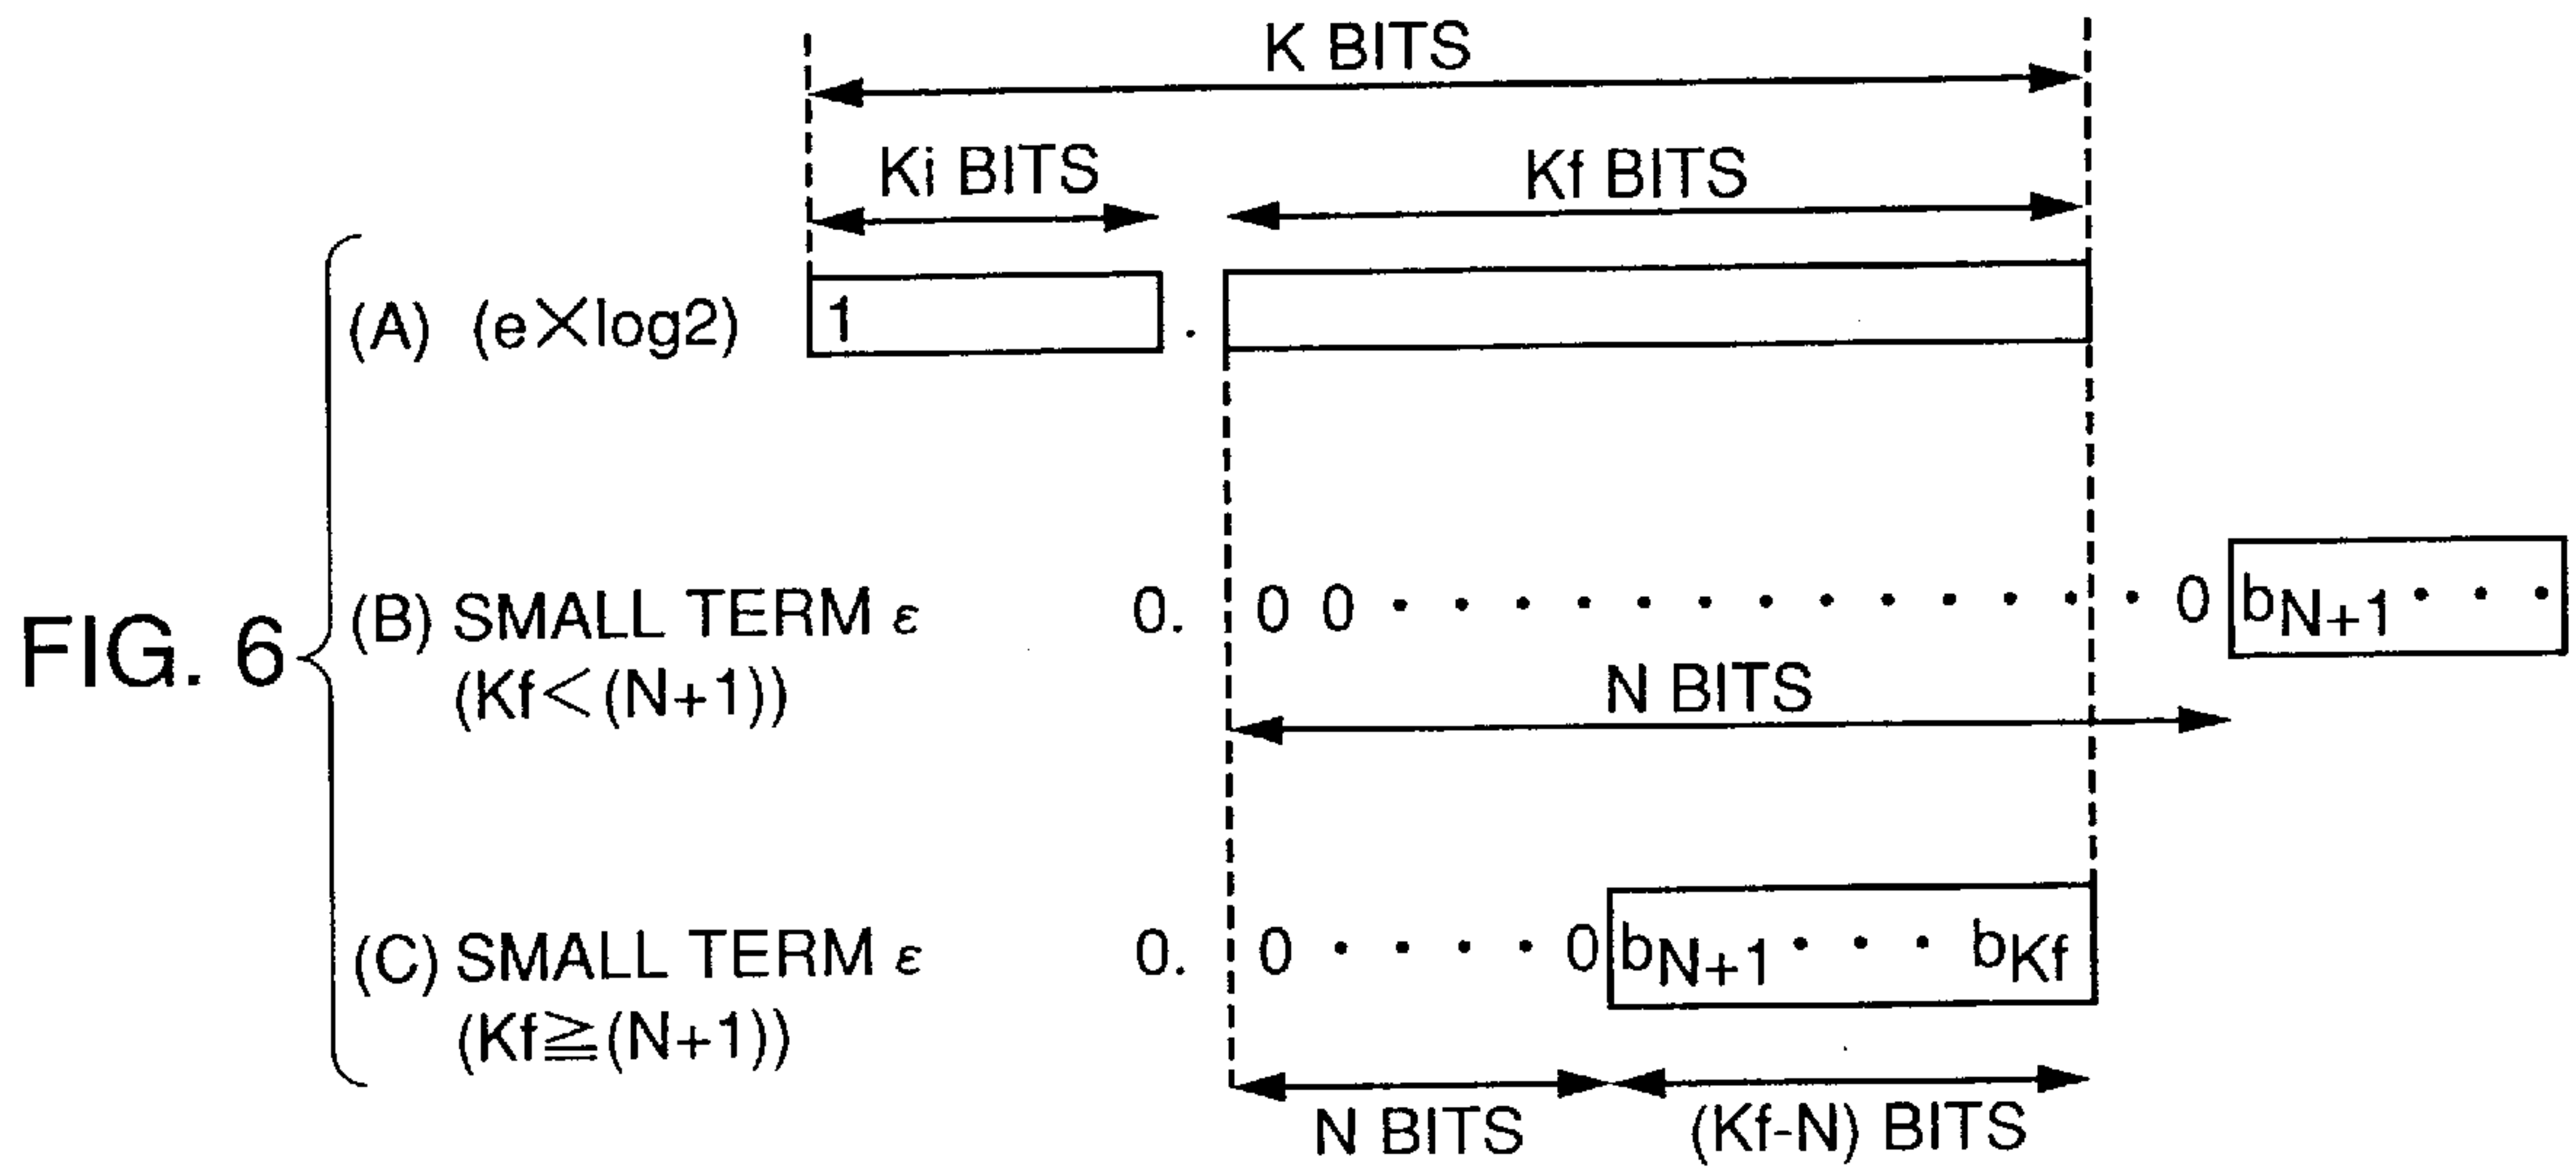 K BITS
Ki BITS
Kf BITS
(A) (e×log2) 1 .
FIG. 6
(B) SMALL TERM ε 0. 0 0 · · · · · · · · · · · · · 0 bN+1 · · ·
(Kf<(N+1))
N BITS
(C) SMALL TERM ε 0. 0 · · · · 0 bN+1 · · · bKf
(Kf≧(N+1))
N BITS
(Kf-N) BITS